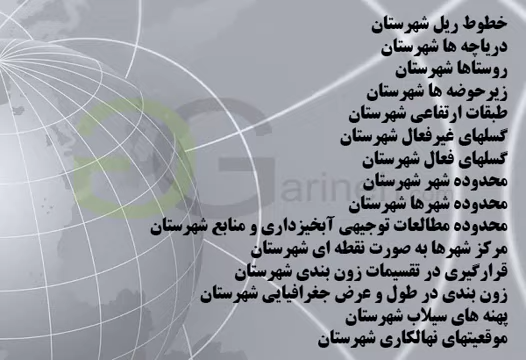 خطوط ریل شهرستان
دریاچه ها شهرستان
روستاها شهرستان
زیرحوضه ها شهرستان
طبقات ارتفاعی شهرستان
گسلهای غیرفعال شهرستان
گسلهای فعال شهرستان
محدوده شهر شهرستان
محدوده شهرها شهرستان
محدوده مطالعات توجیهی آبخیزداری و منابع شهرستان
مرکز شهرها به صورت نقطه ای شهرستان
قرارگیری در تقسیمات زون بندی شهرستان
زون بندی در طول و عرض جغرافیایی شهرستان
پهنه های سیلاب شهرستان
موقعیتهای نهالکاری شهرستان